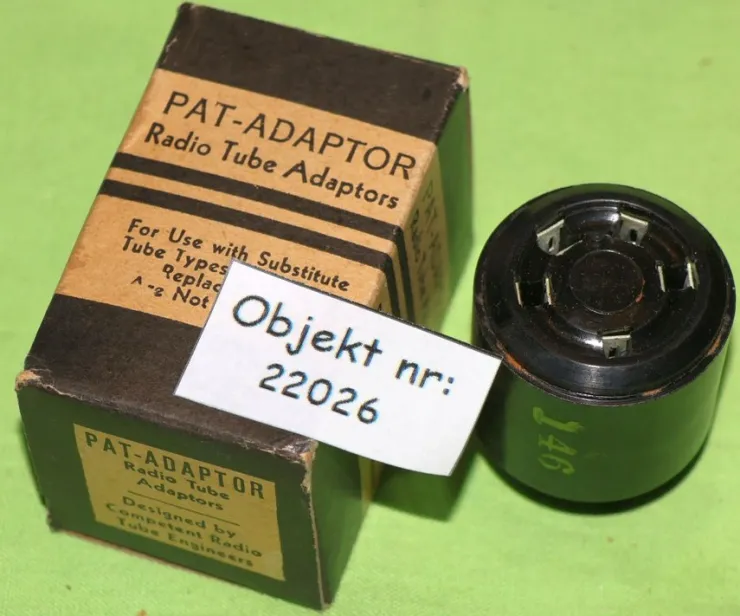 PAT-ADAPTOR
Radio Tube Adaptors
For Use with Substitute
Tube Types
Not
Objekt nr:
22026
PAT-ADAPTOR
Radio Tube
Adaptors
Designed by
Competent Radio
Tube Engineers
146